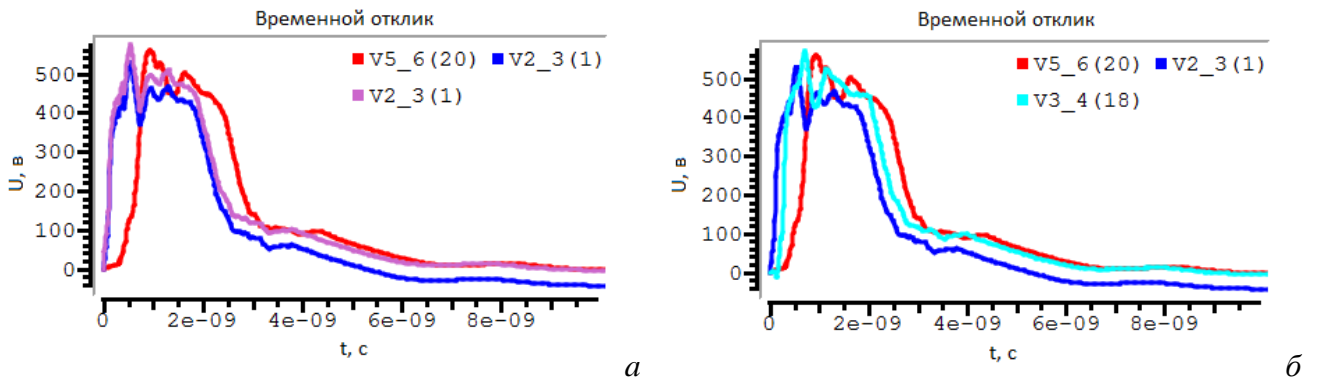 Временной отклик
V5_6(20) V2_3(1)
V2_3(1)
500
400
300
200
100
0
U, в
0 2e-09 4e-09 6e-09 8e-09
t, с
а
Временной отклик
V5_6(20) V2_3(1)
V3_4(18)
500
400
300
200
100
0
U, в
0 2e-09 4e-09 6e-09 8e-09
t, с
б